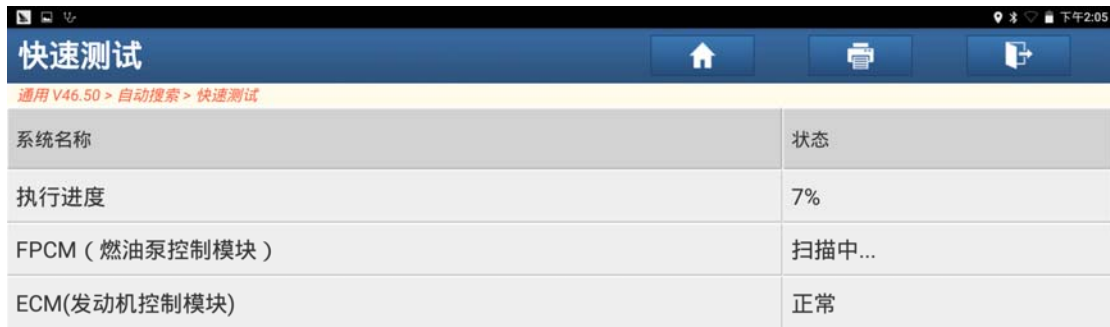 下午2:05
快速测试
通用 V46.50 > 自动搜索 > 快速测试
系统名称 状态
执行进度 7%
FPCM ( 燃油泵控制模块 ) 扫描中...
ECM(发动机控制模块) 正常